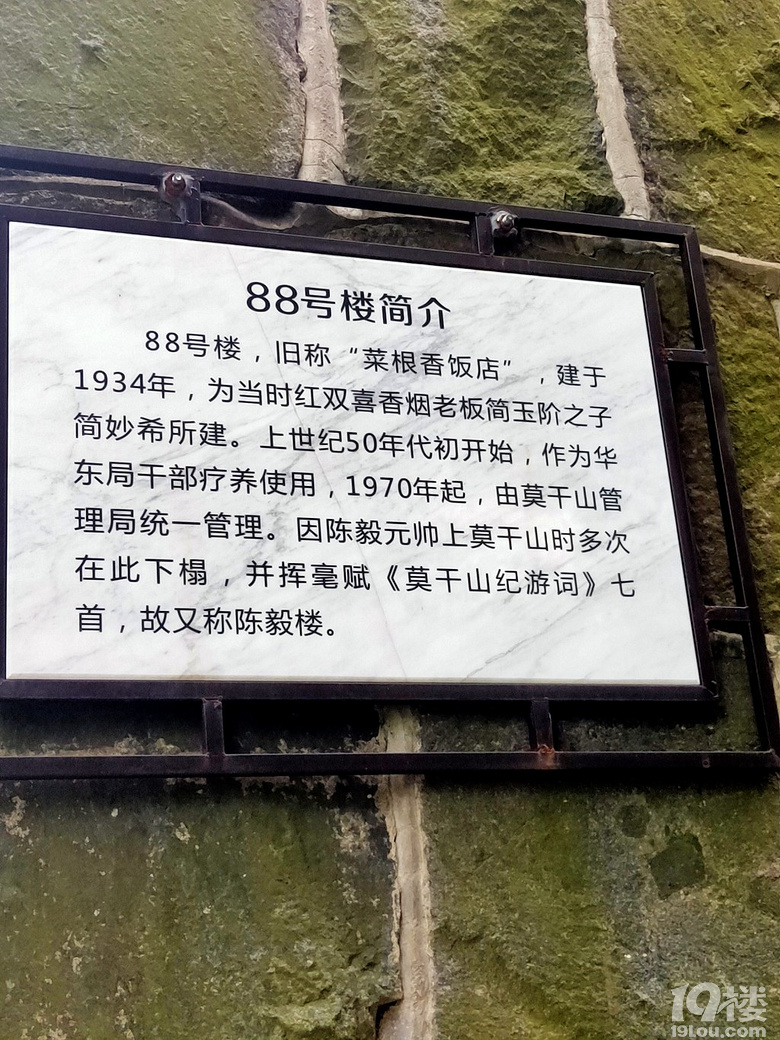 88号楼简介
88号楼，旧称“菜根香饭店”，建于
1934年，为当时红双喜香烟老板简玉阶之子
简妙希所建。上世纪50年代初开始，作为华
东局干部疗养使用，1970年起，由莫干山管
理局统一管理。因陈毅元帅上莫干山时多次
在此下榻，并挥毫赋《莫干山纪游词》七
首，故又称陈毅楼。
19楼
19lou.com